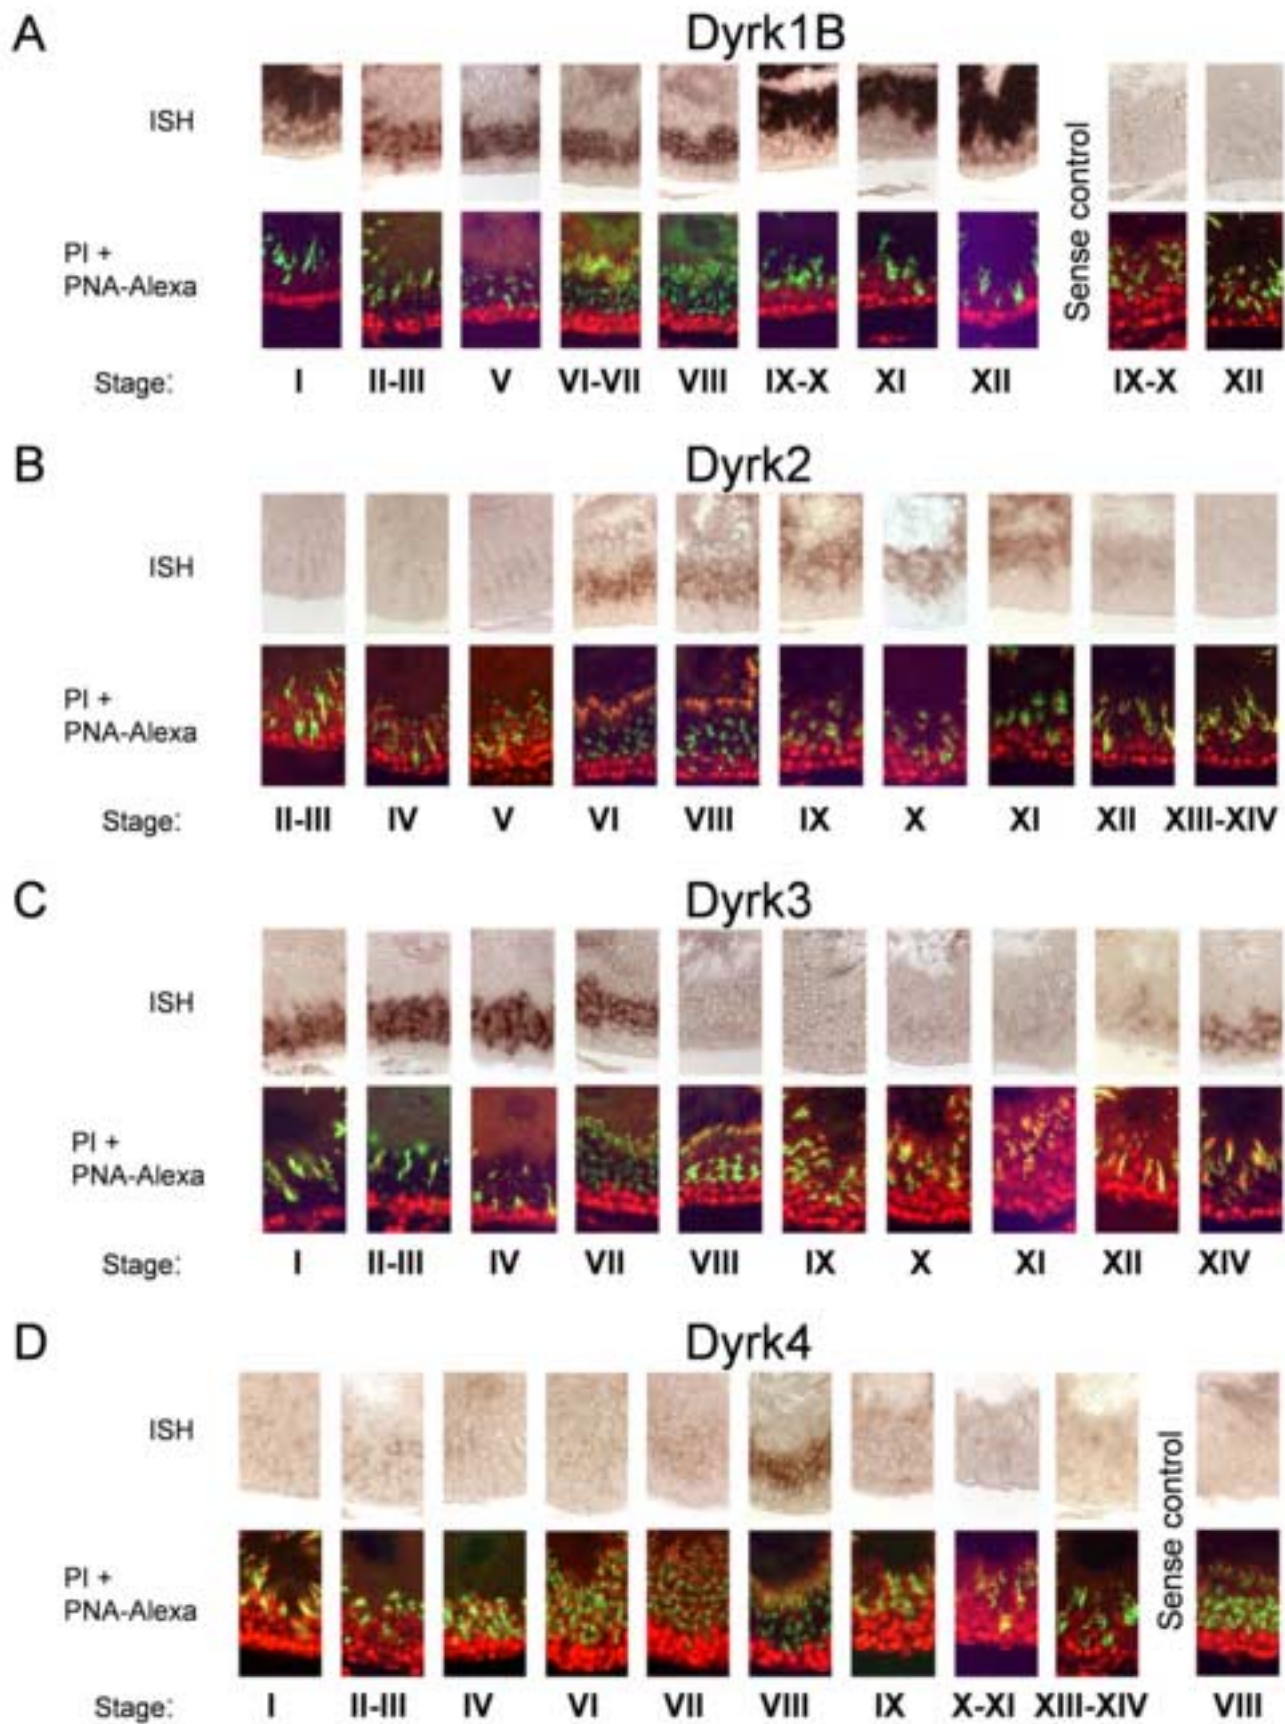 A
Dyrk1B
ISH
PI +
PNA-Alexa
Sense control
Stage: I II-III V VI-VII VIII IX-X XI XII IX-X XII
B
Dyrk2
ISH
PI +
PNA-Alexa
Stage: II-III IV V VI VIII IX X XI XII XIII-XIV
C
Dyrk3
ISH
PI +
PNA-Alexa
Stage: I II-III IV VII VIII IX X XI XII XIV
D
Dyrk4
ISH
PI +
PNA-Alexa
Sense control
Stage: I II-III IV VI VII VIII IX X-XI XIII-XIV VIII